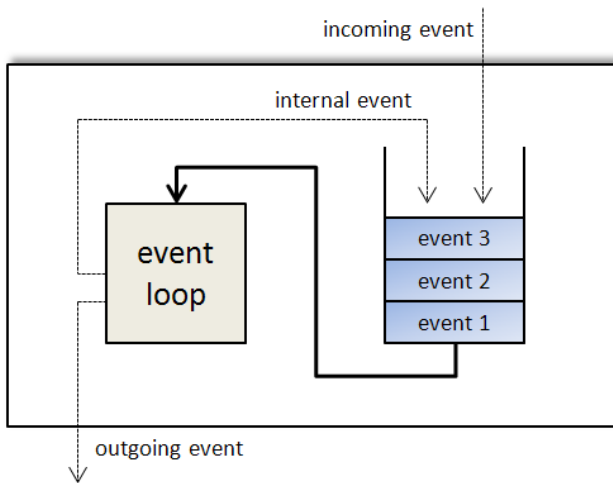 incoming event
internal event
event
loop
event 3
event 2
event 1
outgoing event